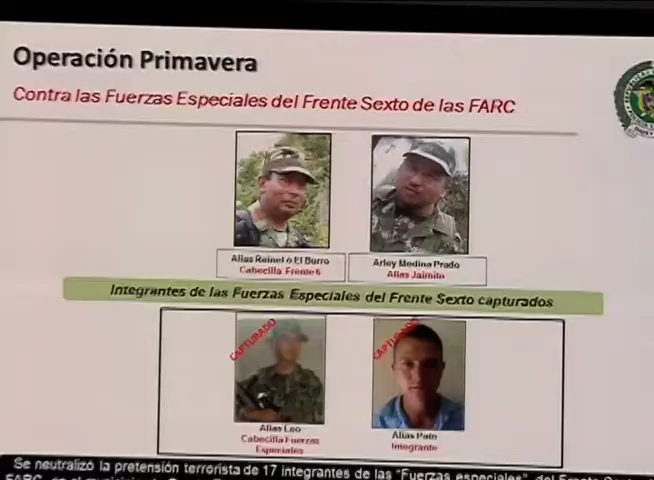 Operación Primavera
Contra las Fuerzas Especiales del Frente Sexto de las FARC
Alias Reinel o El Burro
Cabecilla Frente 6
Arley Medina Prado
Alias Jaimito
Integrantes de las Fuerzas Especiales del Frente Sexto capturados
CAPTURADO
CAPTURADO
Alias Leo
Cabecilla Fuerzas
Especiales
Alias Pato
Integrante
Se neutralizó la pretensión terrorista de 17 integrantes de las "Fuerzas especiales", del Frente